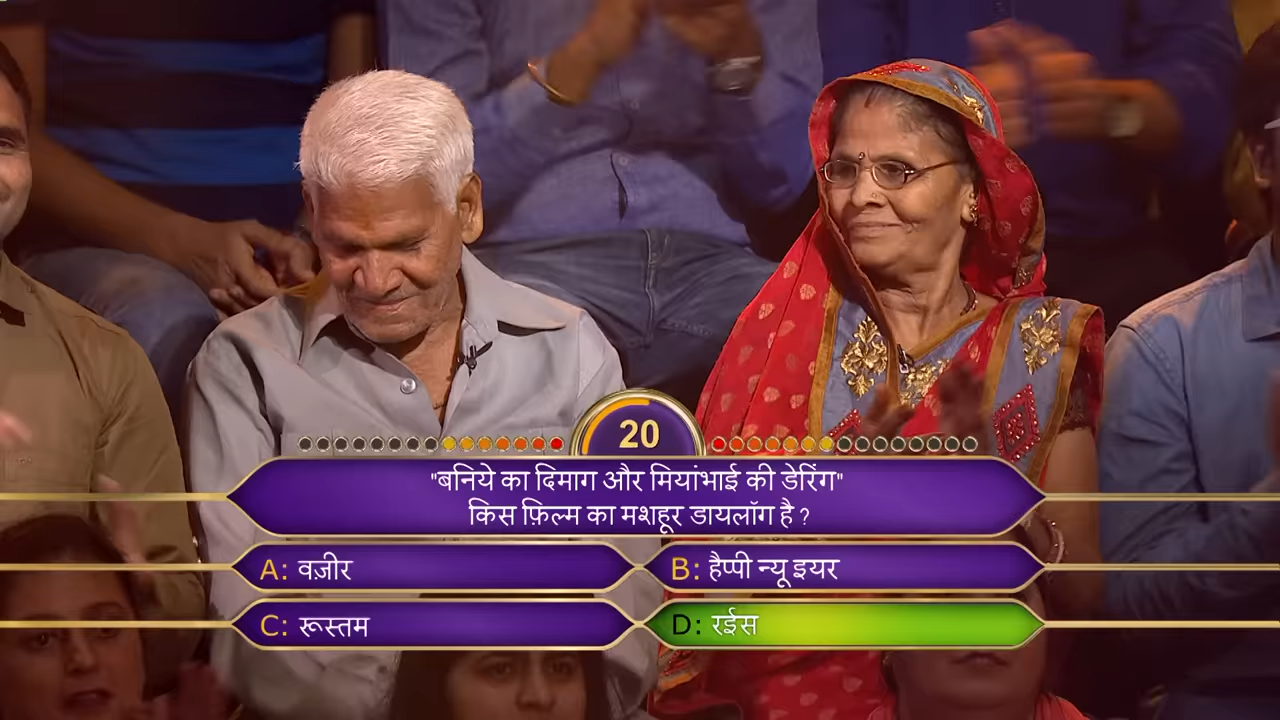 20
"बनिये का दिमाग और मियांभाई की डेरिंग"
किस फ़िल्म का मशहूर डायलॉग है ?
A: वज़ीर
B: हैप्पी न्यू इयर
C: रूस्तम
D: रईस